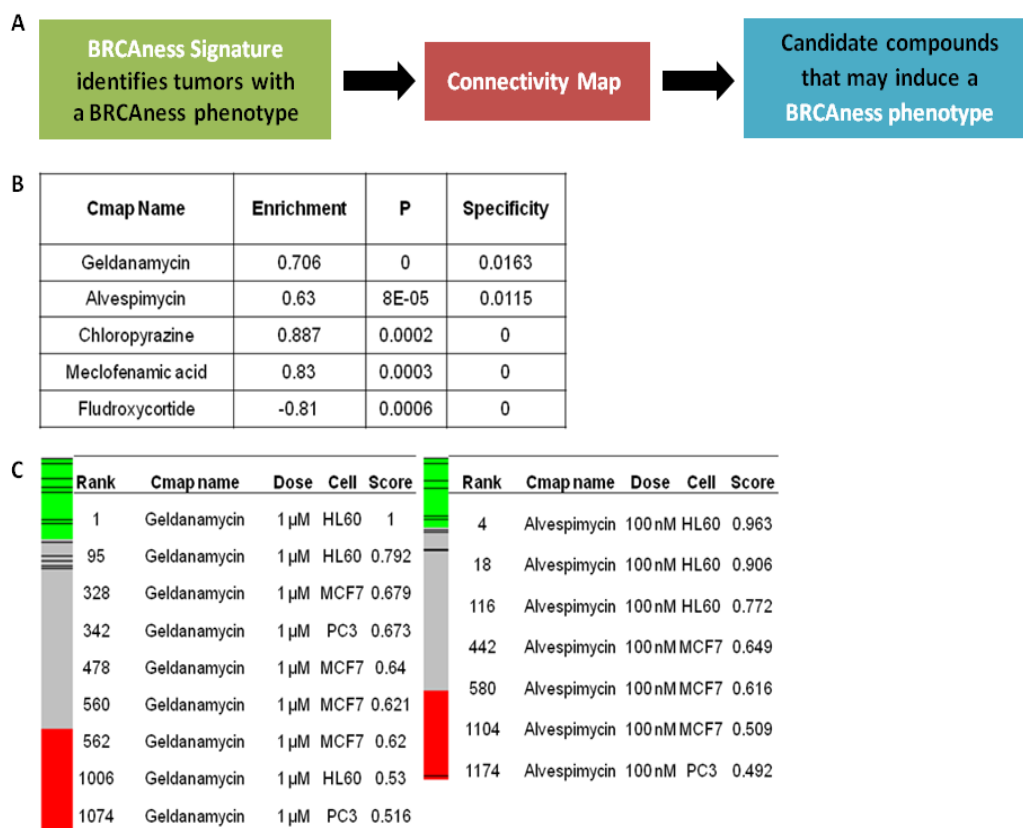 A
BRCAness Signature
identifies tumors with
a BRCAness phenotype
Connectivity Map
Candidate compounds
that may induce a
BRCAness phenotype
B
Cmap Name Enrichment P Specificity
Geldanamycin 0.706 0 0.0163
Alvespimycin 0.63 8E-05 0.0115
Chloropyrazine 0.887 0.0002 0
Meclofenamic acid 0.83 0.0003 0
Fludroxycortide -0.81 0.0006 0
C
Rank Cmap name Dose Cell Score
1 Geldanamycin 1 µM HL60 1
95 Geldanamycin 1 µM HL60 0.792
328 Geldanamycin 1 µM MCF7 0.679
342 Geldanamycin 1 µM PC3 0.673
478 Geldanamycin 1 µM MCF7 0.64
560 Geldanamycin 1 µM MCF7 0.621
562 Geldanamycin 1 µM MCF7 0.62
1006 Geldanamycin 1 µM HL60 0.53
1074 Geldanamycin 1 µM PC3 0.516
Rank Cmap name Dose Cell Score
4 Alvespimycin 100 nM HL60 0.963
18 Alvespimycin 100 nM HL60 0.906
116 Alvespimycin 100 nM HL60 0.772
442 Alvespimycin 100 nM MCF7 0.649
580 Alvespimycin 100 nM MCF7 0.616
1104 Alvespimycin 100 nM MCF7 0.509
1174 Alvespimycin 100 nM PC3 0.492